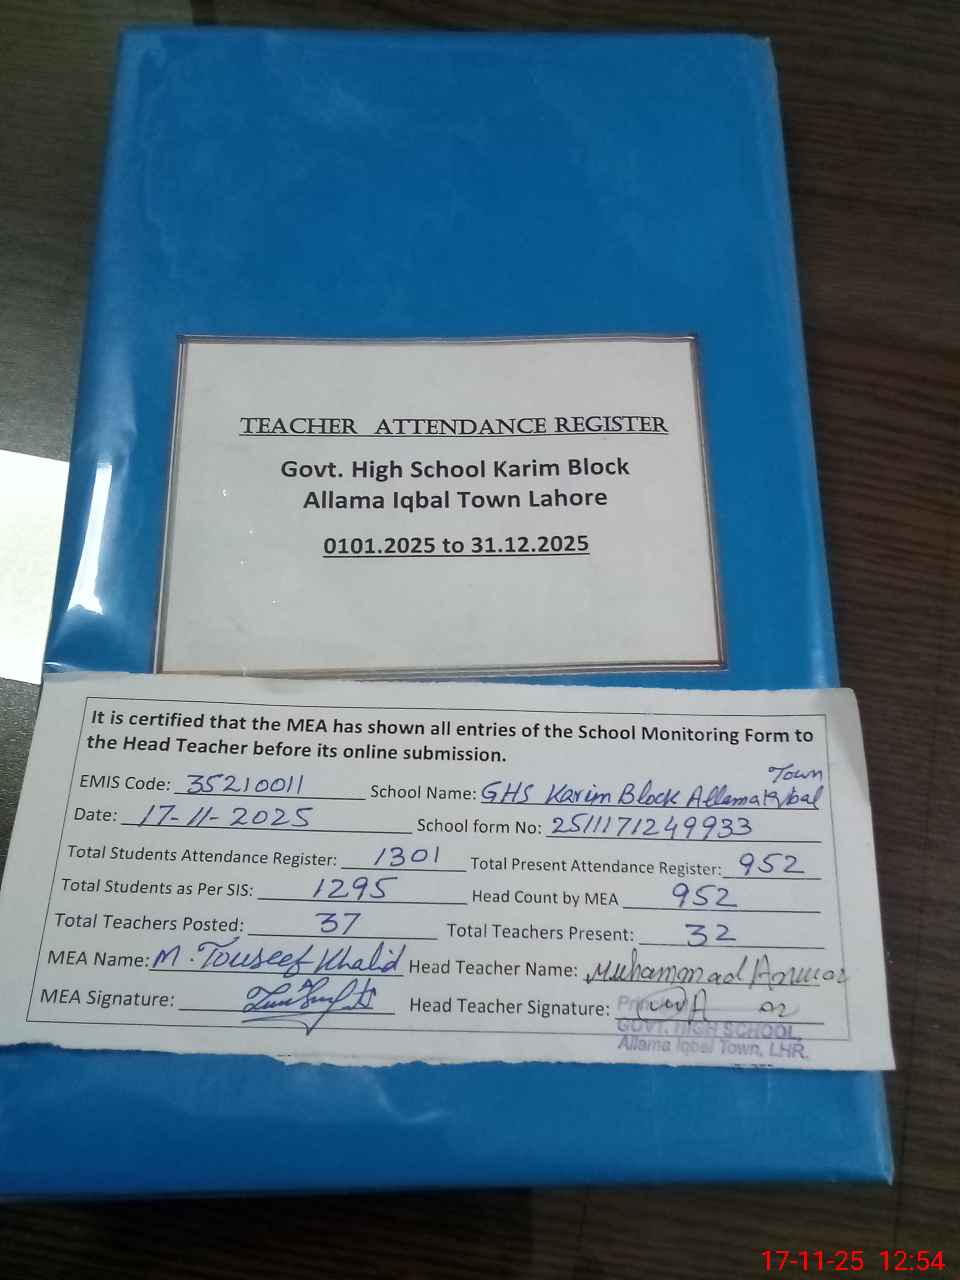 TEACHER ATTENDANCE REGISTER
Govt. High School Karim Block
Allama Iqbal Town Lahore
0101.2025 to 31.12.2025
It is certified that the MEA has shown all entries of the School Monitoring Form to
the Head Teacher before its online submission.
EMIS Code: 35210011 School Name: GHS Karim Block Allama Iqbal Town
Date: 17-11-2025 School form No: 2511171249933
Total Students Attendance Register: 1301 Total Present Attendance Register: 952
Total Students as Per SIS: 1295 Head Count by MEA 952
Total Teachers Posted: 37 Total Teachers Present: 32
MEA Name: M. Touseef Khalid Head Teacher Name: Muhammad Anwar
MEA Signature: Head Teacher Signature:
GOVT. HIGH SCHOOL,
Allama Iqbal Town, LHR.
17-11-25 12:54